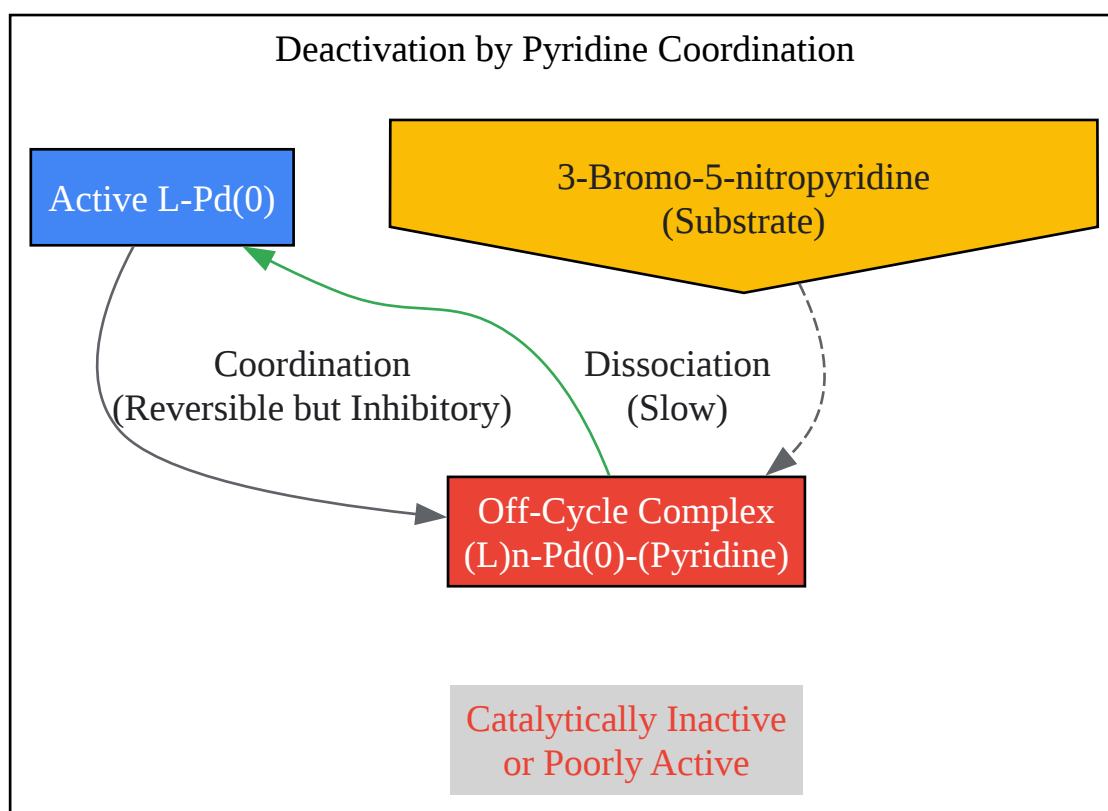 Deactivation by Pyridine Coordination
Active L-Pd(0)
3-Bromo-5-nitropyridine
(Substrate)
Coordination
(Reversible but Inhibitory)
Dissociation
(Slow)
Off-Cycle Complex
(L)n-Pd(0)-(Pyridine)
Catalytically Inactive
or Poorly Active